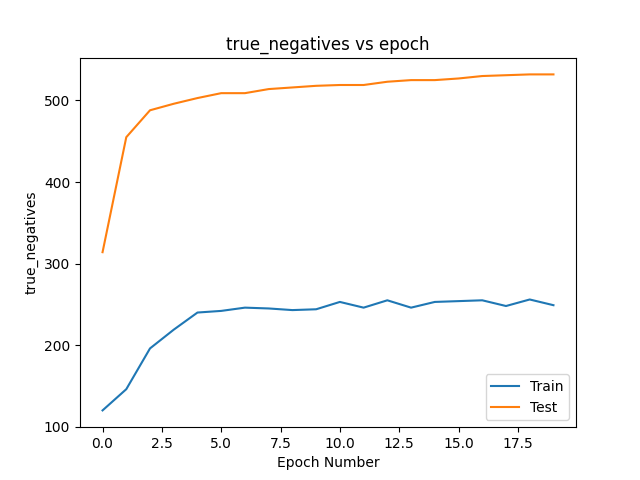 true_negatives vs epoch
true_negatives
500
400
300
200
100
0.0 2.5 5.0 7.5 10.0 12.5 15.0 17.5
Epoch Number
Train
Test